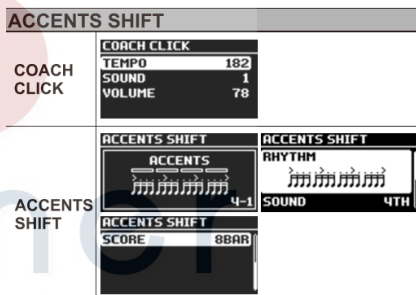 ACCENTS SHIFT
COACH CLICK
COACH CLICK
TEMPO 182
SOUND 1
VOLUME 78
ACCENTS SHIFT
ACCENTS SHIFT
ACCENTS
4-1
ACCENTS SHIFT
RHYTHM
SOUND 4TH
ACCENTS SHIFT
SCORE 8BAR